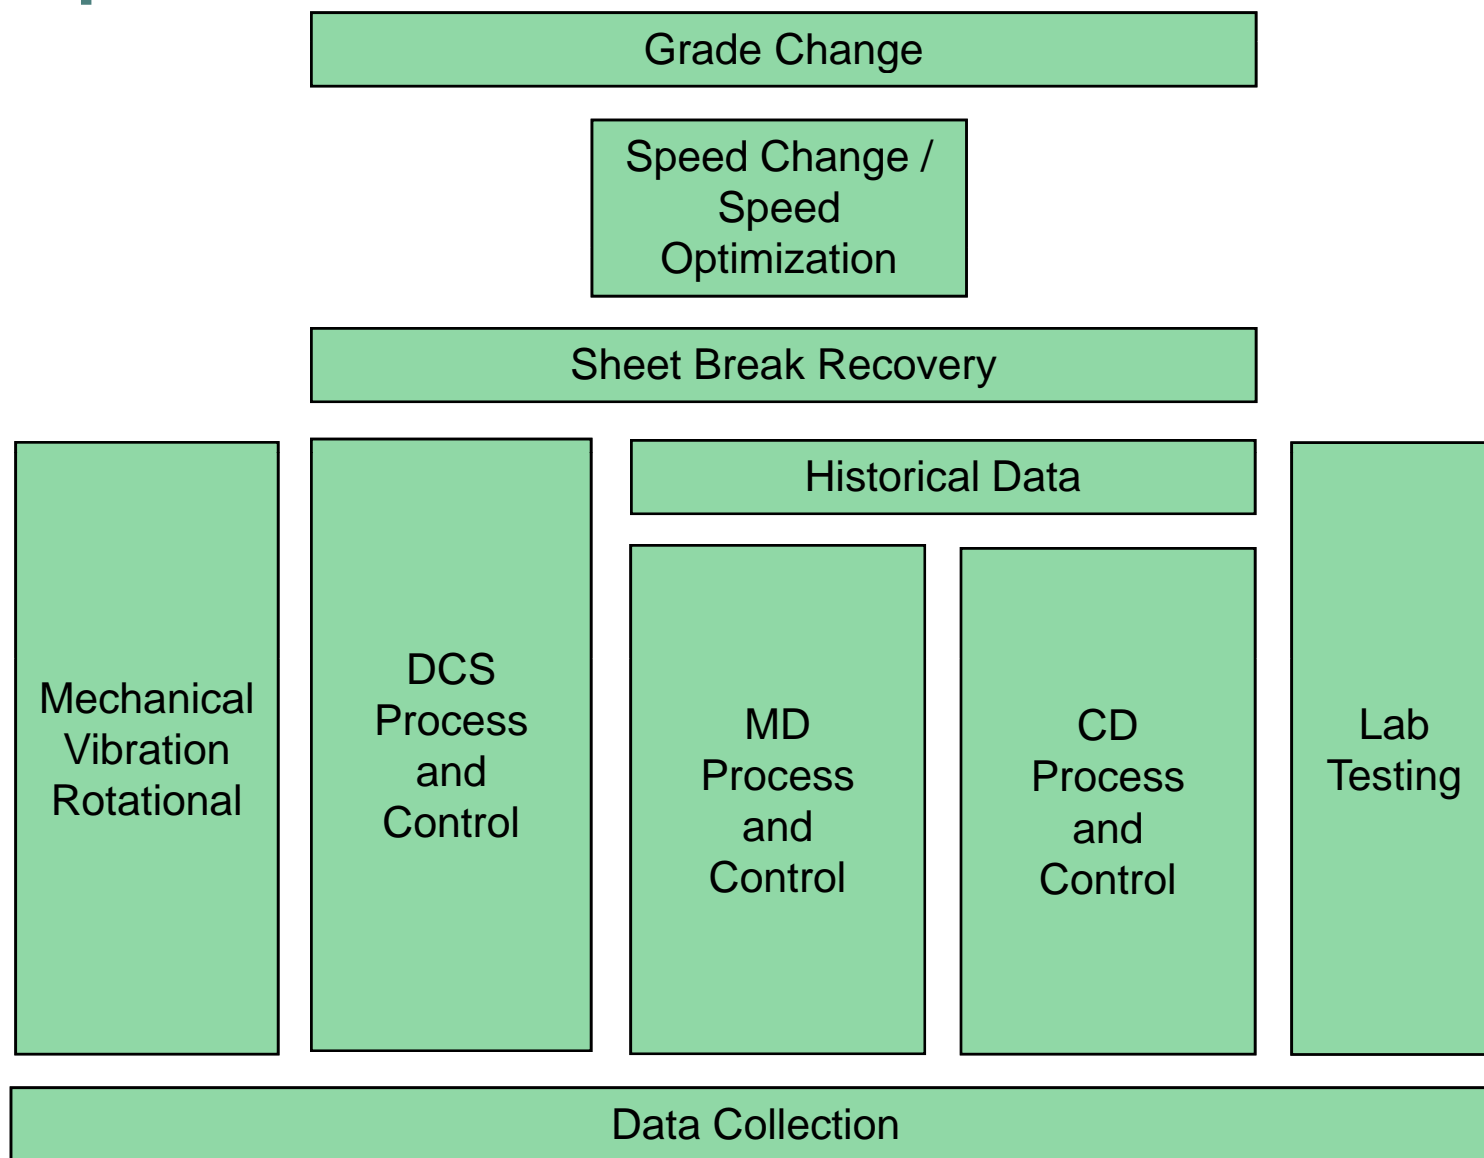 Grade Change
Speed Change /
Speed
Optimization
Sheet Break Recovery
Historical Data
Mechanical
Vibration
Rotational
DCS
Process
and
Control
MD
Process
and
Control
CD
Process
and
Control
Lab
Testing
Data Collection